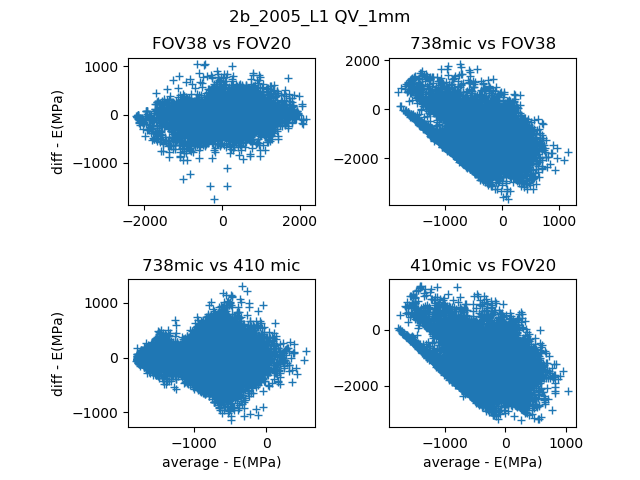 2b_2005_L1 QV_1mm
FOV38 vs FOV20
738mic vs FOV38
diff - E(MPa)
1000
0
−1000
−2000
0
2000
2000
0
−2000
−1000
0
1000
738mic vs 410 mic
410mic vs FOV20
diff - E(MPa)
1000
0
−1000
−1000
0
average - E(MPa)
0
−2000
−1000
0
1000
average - E(MPa)